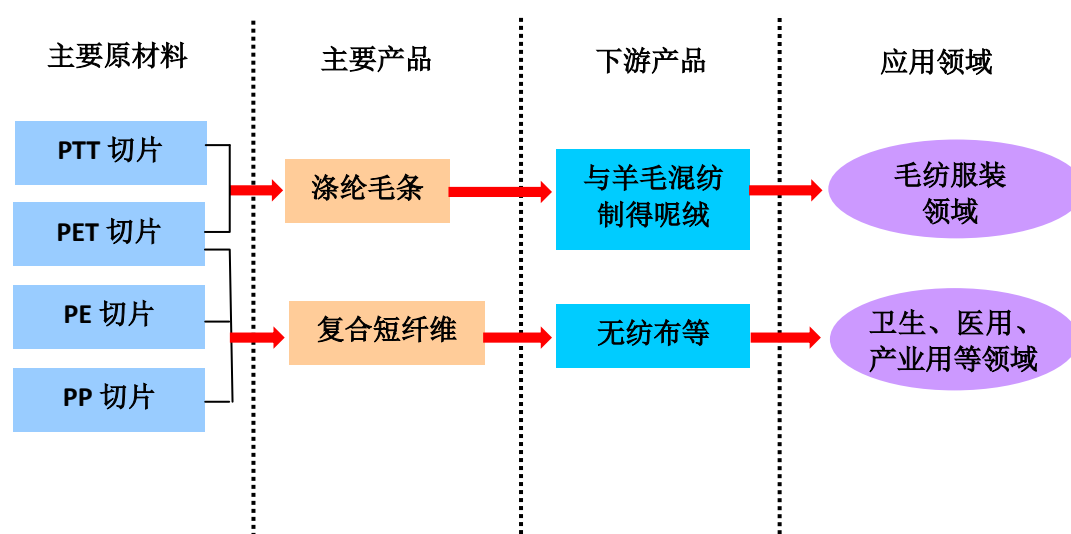 主要原材料
主要产品
下游产品
应用领域
PTT 切片
PET 切片
PE 切片
PP 切片
涤纶毛条
复合短纤维
与羊毛混纺
制得呢绒
无纺布等
毛纺服装
领域
卫生、医用、
产业用等领域